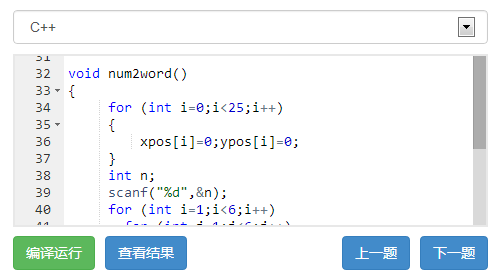 C++
31
32 void num2word()
33 {
34 for (int i=0;i<25;i++)
35 {
36 xpos[i]=0;ypos[i]=0;
37 }
38 int n;
39 scanf("%d",&n);
40 for (int i=1;i<6;i++)
编译运行 查看结果 上一题 下一题